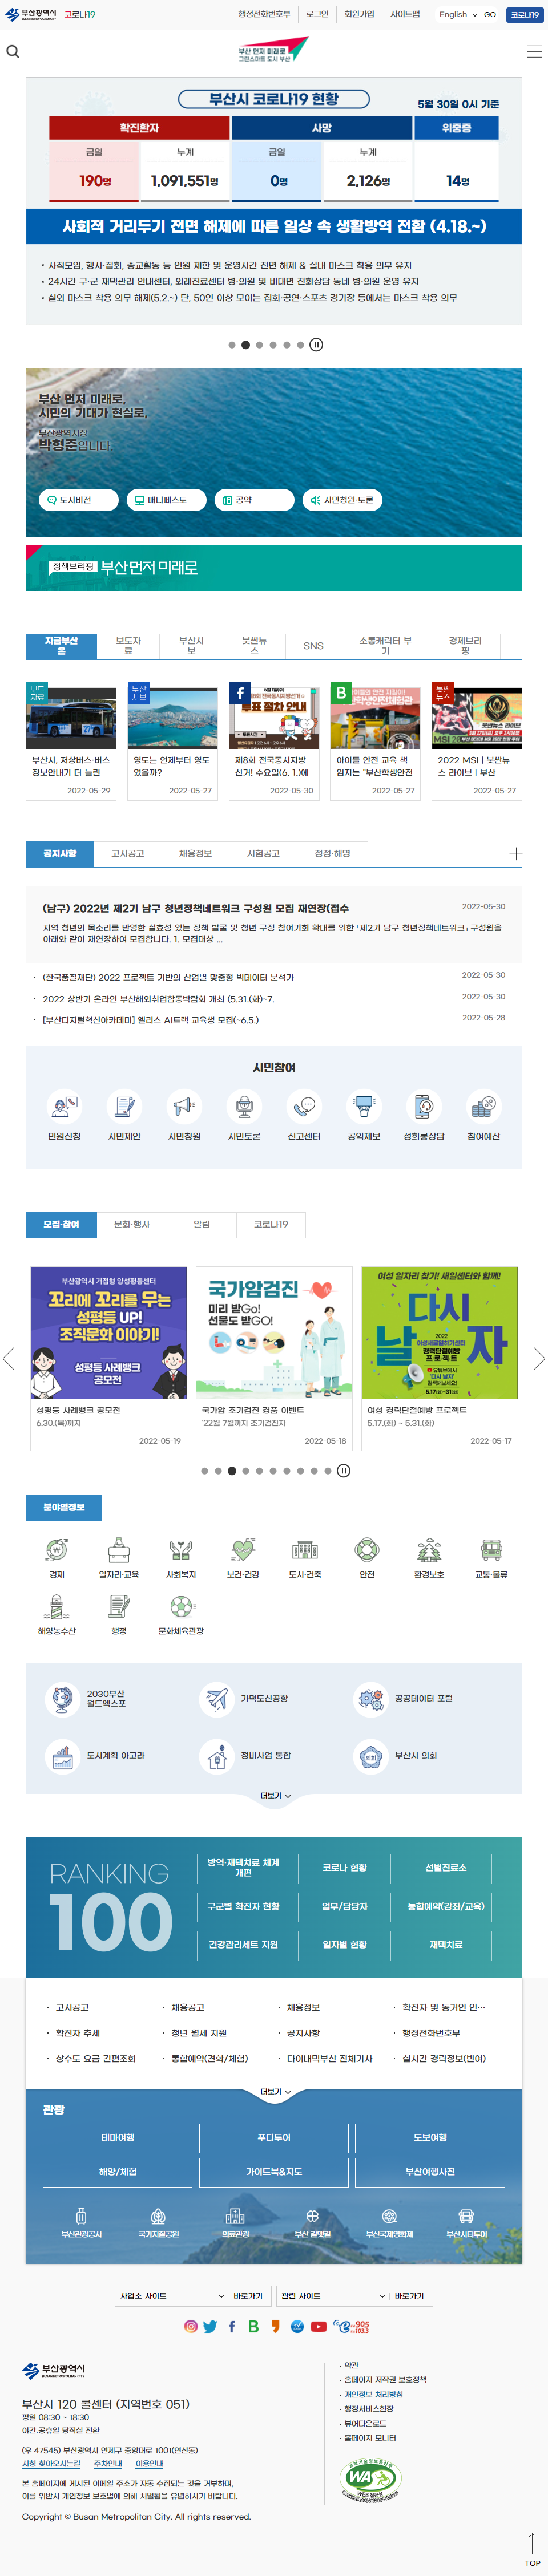 부산광역시 코로나19 행정전화번호부 로그인 회원가입 사이트맵 English GO 코로나19
BUSAN METROPOLITAN CITY
부산 먼저 미래로
그린스마트 도시 부산
부산시 코로나19 현황 5월 30일 0시 기준
확진환자 사망 위중증
금일 누계 금일 누계
190명 1,091,551명 0명 2,126명 14명
사회적 거리두기 전면 해제에 따른 일상 속 생활방역 전환 (4.18.~)
• 사적모임, 행사·집회, 종교활동 등 인원 제한 및 운영시간 전면 해제 & 실내 마스크 착용 의무 유지
• 24시간 구·군 재택관리 안내센터, 외래진료센터 병·의원 및 비대면 전화상담 동네 병·의원 운영 유지
• 실외 마스크 착용 의무 해제(5.2.~) 단, 50인 이상 모이는 집회·공연·스포츠 경기장 등에서는 마스크 착용 의무
부산 먼저 미래로,
시민의 기대가 현실로,
부산광역시장
박형준입니다.
도시비전 매니페스토 공약 시민청원·토론
정책브리핑 부산먼저 미래로
지금부산은 보도자료 부산시보 붓싼뉴스 SNS 소통캐릭터 부기 경제브리핑
보도자료 부산시보 B 붓싼뉴스
부산시, 저상버스·버스정보안내기 더 늘린
2022-05-29
영도는 언제부터 영도였을까?
2022-05-27
투표 절차 안내
제8회 전국동시지방선거! 수요일(6. 1.)에
2022-05-30
아이들 안전 교육 책임지는 "부산학생안전
2022-05-27
2022 MSI | 붓싼뉴스 라이브 | 부산
2022-05-27
공지사항 고시공고 채용정보 시험공고 정정·해명
(남구) 2022년 제2기 남구 청년정책네트워크 구성원 모집 재연장(접수 2022-05-30
지역 청년의 목소리를 반영한 실효성 있는 정책 발굴 및 청년 구정 참여기회 확대를 위한 「제2기 남구 청년정책네트워크」 구성원을
아래와 같이 재연장하여 모집합니다. 1. 모집대상 ...
· (한국품질재단) 2022 프로젝트 기반의 산업별 맞춤형 빅데이터 분석가 2022-05-30
· 2022 상반기 온라인 부산해외취업합동박람회 개최 (5.31.(화)~7. 2022-05-30
· [부산디지털혁신아카데미] 엘리스 AI트랙 교육생 모집(~6.5.) 2022-05-28
시민참여
민원신청 시민제안 시민청원 시민토론 신고센터 공익제보 성희롱상담 참여예산
모집·참여 문화·행사 알림 코로나19
부산광역시 거점형 양성평등센터
꼬리에 꼬리를 무는
성평등 UP!
조직문화 이야기!
성평등 사례뱅크
공모전
성평등 사례뱅크 공모전
6.30.(목)까지
2022-05-19
국가암검진
미리 받Go!
선물도 받Go!
국가암 조기검진 경품 이벤트
'22월 7월까지 조기검진자
2022-05-18
여성 일자리 찾기! 새일센터와 함께!
다시
날자
2022
여성새로일하기센터
경력단절예방
프로젝트
5.17(화)~31(화)
여성 경력단절예방 프로젝트
5.17.(화) ~ 5.31.(화)
2022-05-17
분야별정보
경제 일자리·교육 사회복지 보건·건강 도시·건축 안전 환경보호 교통·물류
해양농수산 행정 문화체육관광
2030부산
월드엑스포
가덕도신공항 공공데이터 포털
도시계획 아고라 정비사업 통합 부산시 의회
더보기
RANKING
100
방역·재택치료 체계 개편 코로나 현황 선별진료소
구군별 확진자 현황 업무/담당자 통합예약(강좌/교육)
건강관리세트 지원 일자별 현황 재택치료
· 고시공고 · 채용공고 · 채용정보 · 확진자 및 동거인 안…
· 확진자 추세 · 청년 월세 지원 · 공지사항 · 행정전화번호부
· 상수도 요금 간편조회 · 통합예약(견학/체험) · 다이내믹부산 전체기사 · 실시간 경락정보(반여)
더보기
관광
테마여행 푸디투어 도보여행
해양/체험 가이드북&지도 부산여행사진
부산관광공사 국가지질공원 의료관광 부산 갈맷길 부산국제영화제 부산시티투어
사업소 사이트 바로가기 관련 사이트 바로가기
부산광역시
BUSAN METROPOLITAN CITY
부산시 120 콜센터 (지역번호 051)
평일 08:30 ~ 18:30
야간 공휴일 당직실 전환
(우 47545) 부산광역시 연제구 중앙대로 1001(연산동)
시청 찾아오시는길 주차안내 이용안내
본 홈페이지에 게시된 이메일 주소가 자동 수집되는 것을 거부하며,
이를 위반시 개인정보 보호법에 의해 처벌됨을 유념하시기 바랍니다.
Copyright © Busan Metropolitan City. All rights reserved.
· 약관
· 홈페이지 저작권 보호정책
· 개인정보 처리방침
· 행정서비스헌장
· 뷰어다운로드
· 홈페이지 모니터
WA
WEB 접근성
TOP